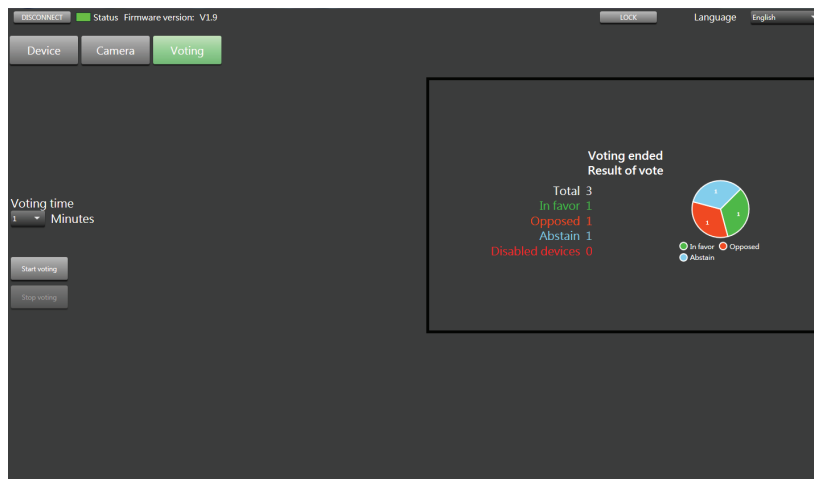 DISCONNECT Status Firmware version: V1.9 LOCK Language English
Device Camera Voting
Voting ended
Result of vote
Total 3
In favor 1
Opposed 1
Abstain 1
Disabled devices 0
1
1
1
In favor Opposed
Abstain
Voting time
1 Minutes
Start voting
Stop voting